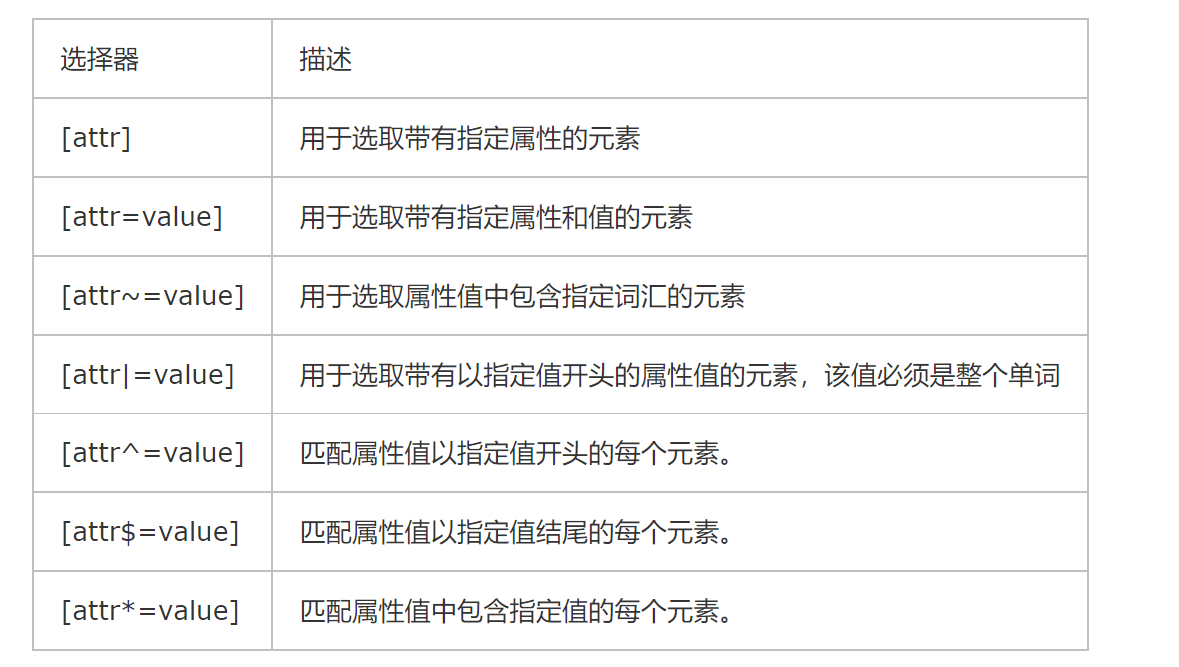 选择器 描述
[attr] 用于选取带有指定属性的元素
[attr=value] 用于选取带有指定属性和值的元素
[attr~=value] 用于选取属性值中包含指定词汇的元素
[attr|=value] 用于选取带有以指定值开头的属性值的元素，该值必须是整个单词
[attr^=value] 匹配属性值以指定值开头的每个元素。
[attr$=value] 匹配属性值以指定值结尾的每个元素。
[attr*=value] 匹配属性值中包含指定值的每个元素。